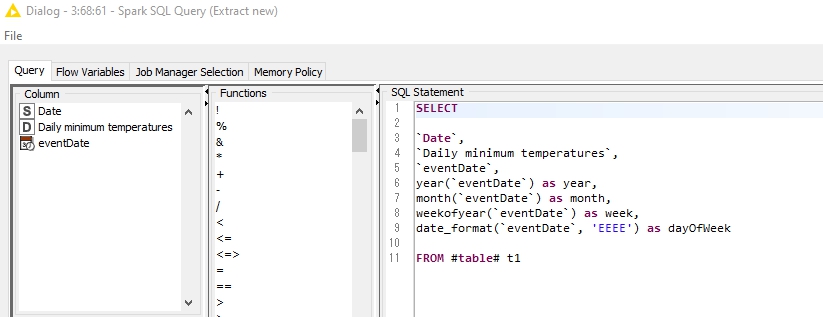 Dialog - 3:68:61 - Spark SQL Query (Extract new)
File
Query Flow Variables Job Manager Selection Memory Policy
Column
S Date
D Daily minimum temperatures
eventDate
Functions
!
%
&
*
+
-
/
<
<=
<=>
=
==
>
SQL Statement
1 SELECT
2
3 `Date`,
4 `Daily minimum temperatures`,
5 `eventDate`,
6 year(`eventDate`) as year,
7 month(`eventDate`) as month,
8 weekofyear(`eventDate`) as week,
9 date_format(`eventDate`, 'EEEE') as dayOfWeek
10
11 FROM #table# t1